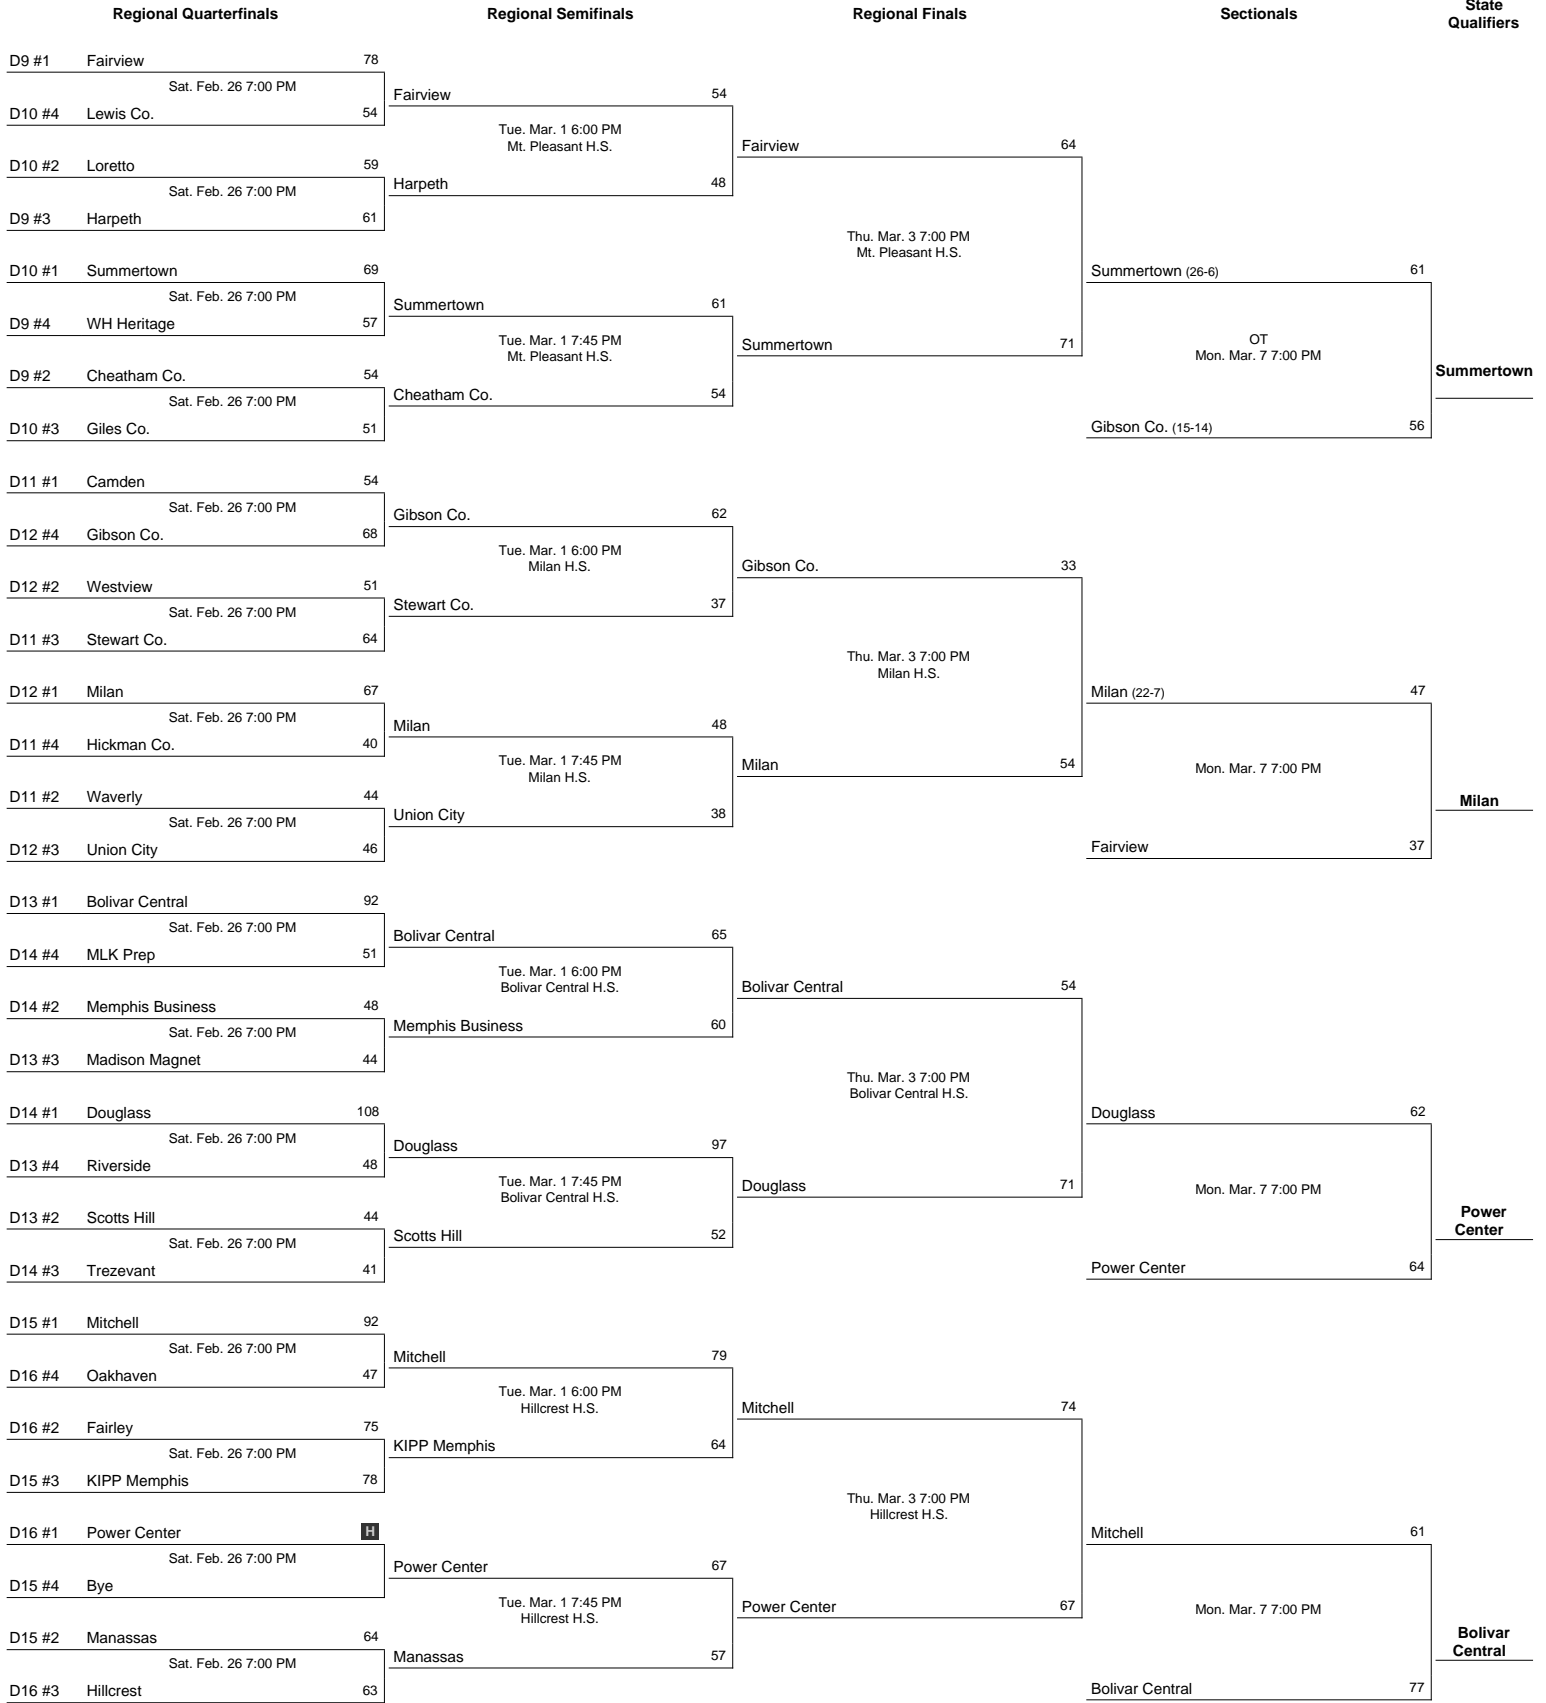 Regional Quarterfinals
Regional Semifinals
Regional Finals
Sectionals
State
Qualifiers
D9 #1 Fairview 78
Sat. Feb. 26 7:00 PM
D10 #4 Lewis Co. 54
D10 #2 Loretto 59
Sat. Feb. 26 7:00 PM
D9 #3 Harpeth 61
D10 #1 Summertown 69
Sat. Feb. 26 7:00 PM
D9 #4 WH Heritage 57
D9 #2 Cheatham Co. 54
Sat. Feb. 26 7:00 PM
D10 #3 Giles Co. 51
D11 #1 Camden 54
Sat. Feb. 26 7:00 PM
D12 #4 Gibson Co. 68
D12 #2 Westview 51
Sat. Feb. 26 7:00 PM
D11 #3 Stewart Co. 64
D12 #1 Milan 67
Sat. Feb. 26 7:00 PM
D11 #4 Hickman Co. 40
D11 #2 Waverly 44
Sat. Feb. 26 7:00 PM
D12 #3 Union City 46
D13 #1 Bolivar Central 92
Sat. Feb. 26 7:00 PM
D14 #4 MLK Prep 51
D14 #2 Memphis Business 48
Sat. Feb. 26 7:00 PM
D13 #3 Madison Magnet 44
D14 #1 Douglass 108
Sat. Feb. 26 7:00 PM
D13 #4 Riverside 48
D13 #2 Scotts Hill 44
Sat. Feb. 26 7:00 PM
D14 #3 Trezevant 41
D15 #1 Mitchell 92
Sat. Feb. 26 7:00 PM
D16 #4 Oakhaven 47
D16 #2 Fairley 75
Sat. Feb. 26 7:00 PM
D15 #3 KIPP Memphis 78
D16 #1 Power Center H
Sat. Feb. 26 7:00 PM
D15 #4 Bye
D15 #2 Manassas 64
Sat. Feb. 26 7:00 PM
D16 #3 Hillcrest 63
Fairview 54
Tue. Mar. 1 6:00 PM
Mt. Pleasant H.S.
Harpeth 48
Summertown 61
Tue. Mar. 1 7:45 PM
Mt. Pleasant H.S.
Cheatham Co. 54
Gibson Co. 62
Tue. Mar. 1 6:00 PM
Milan H.S.
Stewart Co. 37
Milan 48
Tue. Mar. 1 7:45 PM
Milan H.S.
Union City 38
Bolivar Central 65
Tue. Mar. 1 6:00 PM
Bolivar Central H.S.
Memphis Business 60
Douglass 97
Tue. Mar. 1 7:45 PM
Bolivar Central H.S.
Scotts Hill 52
Mitchell 79
Tue. Mar. 1 6:00 PM
Hillcrest H.S.
KIPP Memphis 64
Power Center 67
Tue. Mar. 1 7:45 PM
Hillcrest H.S.
Manassas 57
Fairview 64
Thu. Mar. 3 7:00 PM
Mt. Pleasant H.S.
Summertown 71
Gibson Co. 33
Thu. Mar. 3 7:00 PM
Milan H.S.
Milan 54
Bolivar Central 54
Thu. Mar. 3 7:00 PM
Bolivar Central H.S.
Douglass 71
Mitchell 74
Thu. Mar. 3 7:00 PM
Hillcrest H.S.
Power Center 67
Summertown (26-6) 61
OT
Mon. Mar. 7 7:00 PM
Gibson Co. (15-14) 56
Milan (22-7) 47
Mon. Mar. 7 7:00 PM
Fairview 37
Douglass 62
Mon. Mar. 7 7:00 PM
Power Center 64
Mitchell 61
Mon. Mar. 7 7:00 PM
Bolivar Central 77
Summertown
Milan
Power
Center
Bolivar
Central